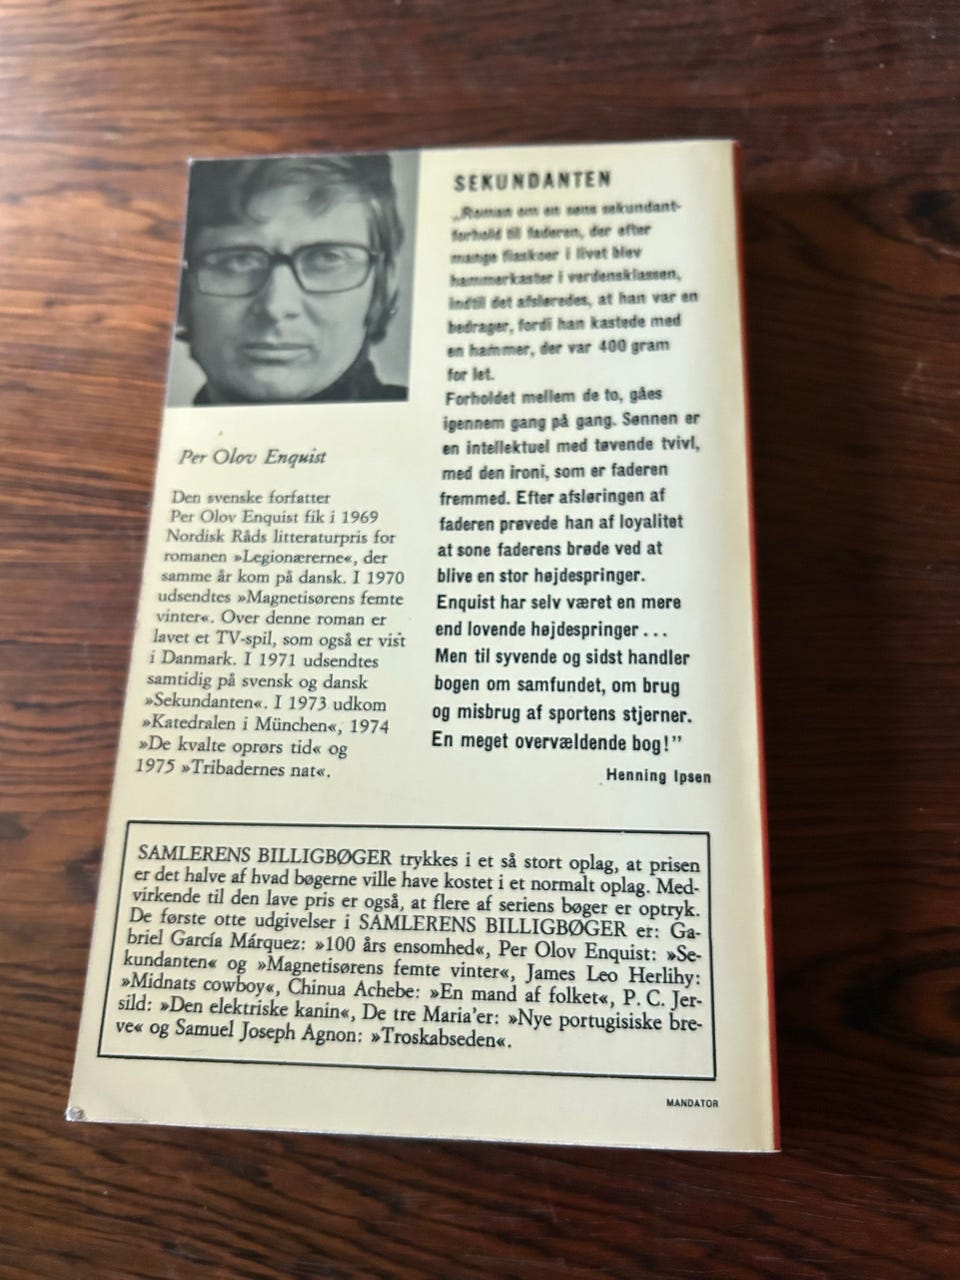 Per Olov Enquist
Den svenske forfatter
Per Olov Enquist fik i 1969
Nordisk Råds litteraturpris for
romanen »Legionærerne«, der
samme år kom på dansk. I 1970
udsendtes »Magnetisørens femte
vinter«. Over denne roman er
lavet et TV-spil, som også er vist
i Danmark. I 1971 udsendtes
samtidig på svensk og dansk
»Sekundanten«. I 1973 udkom
»Katedralen i München«, 1974
»De kvalte oprørs tid« og
1975 »Tribadernes nat«.
SEKUNDANTEN
„Roman om en søns sekundant-
forhold til faderen, der efter
mange fiaskoer i livet blev
hammerkaster i verdensklassen,
indtil det afsløredes, at han var en
bedrager, fordi han kastede med
en hammer, der var 400 gram
for let.
Forholdet mellem de to, gåes
igennem gang på gang. Sønnen er
en intellektuel med tøvende tvivl,
med den ironi, som er faderen
fremmed. Efter afsløringen af
faderen prøvede han af loyalitet
at sone faderens brøde ved at
blive en stor højdespringer.
Enquist har selv været en mere
end lovende højdespringer ...
Men til syvende og sidst handler
bogen om samfundet, om brug
og misbrug af sportens stjerner.
En meget overvældende bog!”
Henning Ipsen
SAMLERENS BILLIGBØGER trykkes i et så stort oplag, at prisen
er det halve af hvad bøgerne ville have kostet i et normalt oplag. Med-
virkende til den lave pris er også, at flere af seriens bøger er optryk.
De første otte udgivelser i SAMLERENS BILLIGBØGER er: Ga-
briel García Márquez: »100 års ensomhed«, Per Olov Enquist: »Se-
kundanten« og »Magnetisørens femte vinter«, James Leo Herlihy:
»Midnats cowboy«, Chinua Achebe: »En mand af folket«, P. C. Jer-
sild: »Den elektriske kanin«, De tre Maria'er: »Nye portugisiske bre-
ve« og Samuel Joseph Agnon: »Troskabseden«.
MANDATOR